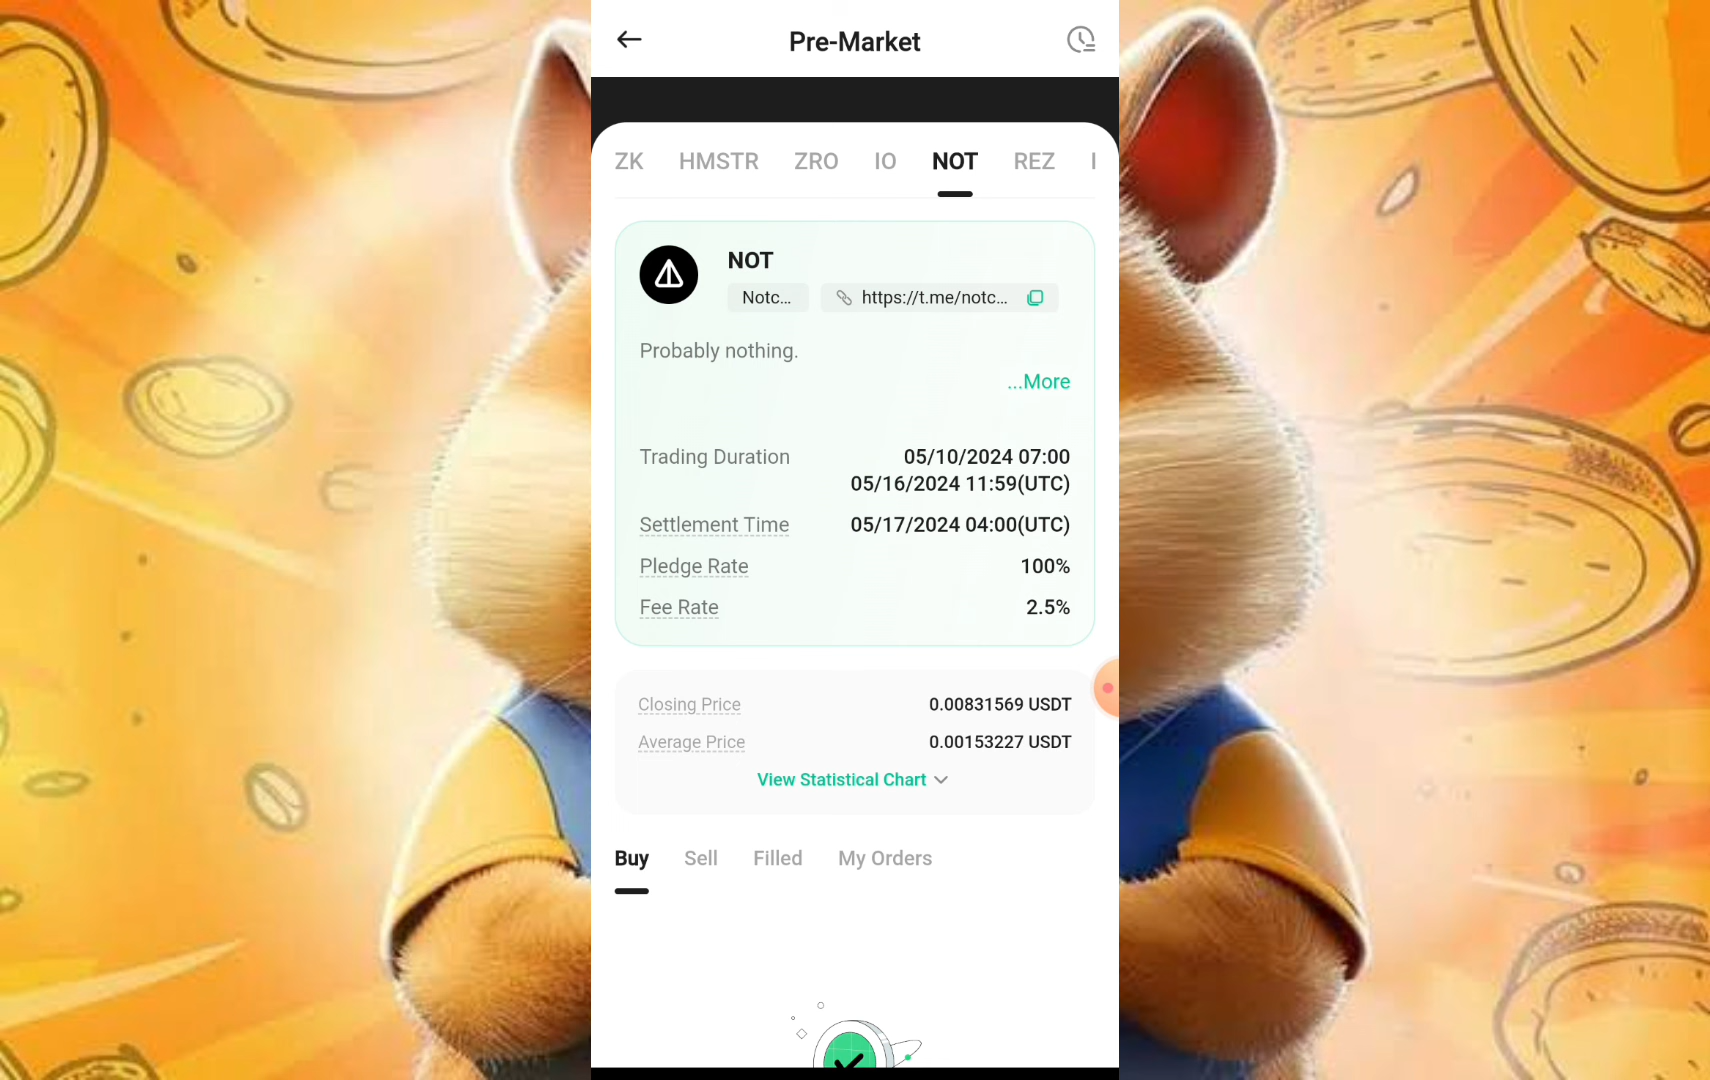 Pre-Market
ZK HMSTR ZRO IO NOT REZ
NOT
Notc... https://t.me/notc...
Probably nothing.
...More
Trading Duration 05/10/2024 07:00
05/16/2024 11:59(UTC)
Settlement Time 05/17/2024 04:00(UTC)
Pledge Rate 100%
Fee Rate 2.5%
Closing Price 0.00831569 USDT
Average Price 0.00153227 USDT
View Statistical Chart
Buy Sell Filled My Orders